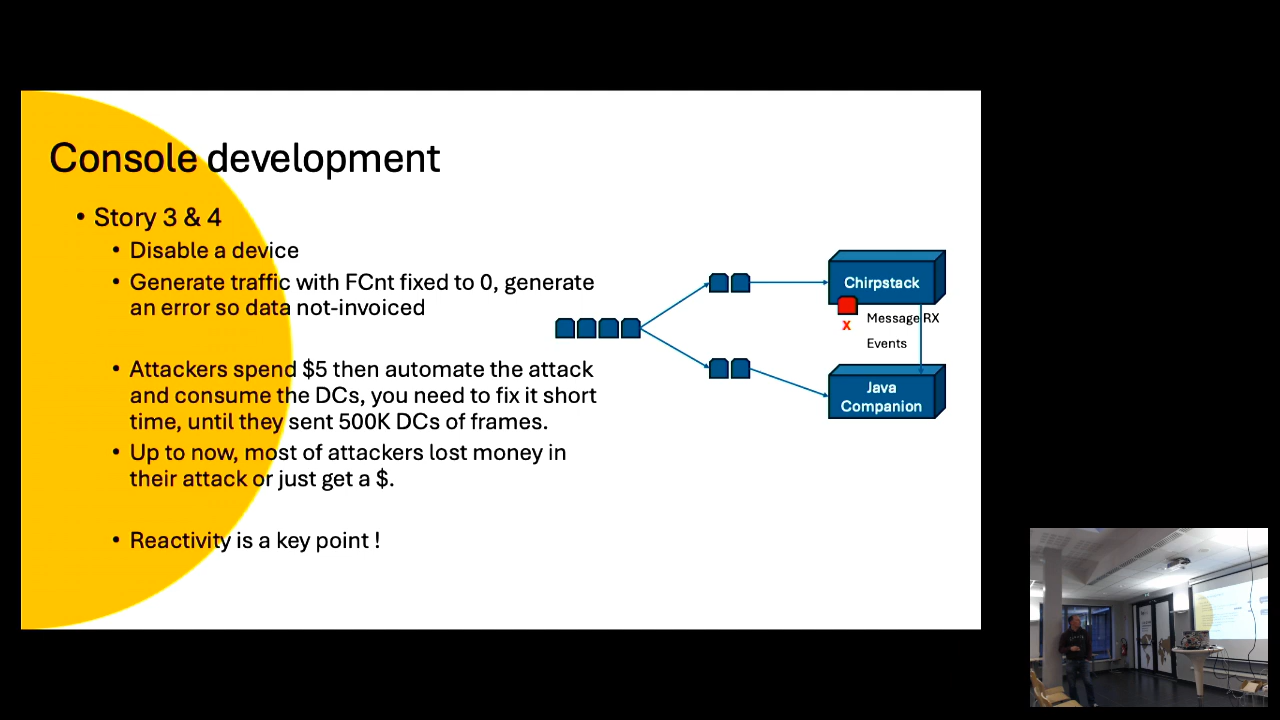 Console development
• Story 3 & 4
• Disable a device
• Generate traffic with FCnt fixed to 0, generate
an error so data not-invoiced
• Attackers spend $5 then automate the attack
and consume the DCs, you need to fix it short
time, until they sent 500K DCs of frames.
• Up to now, most of attackers lost money in
their attack or just get a $.
• Reactivity is a key point !
Chirpstack
x
Message RX
Events
Java
Companion